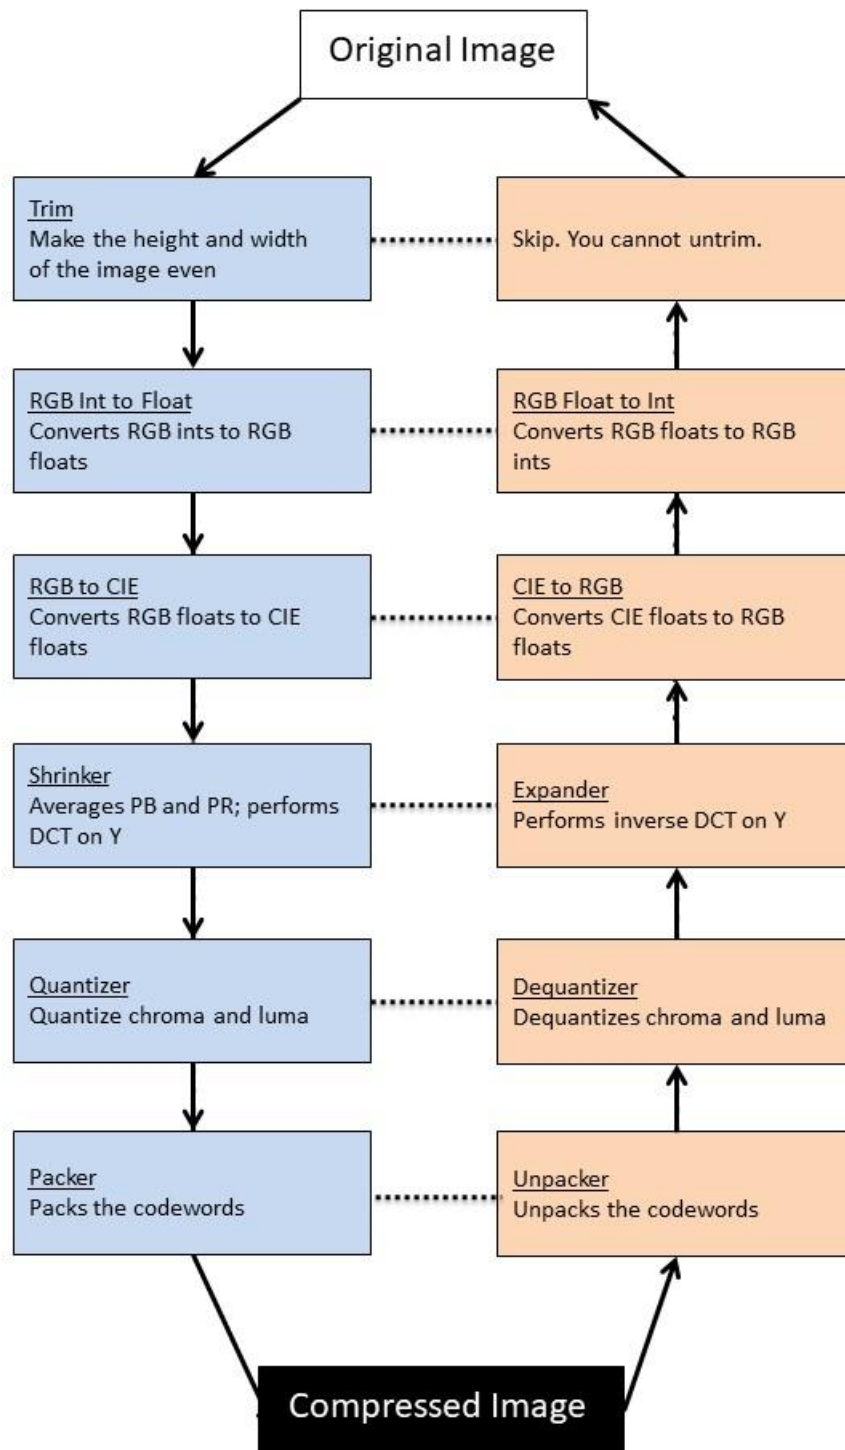 Original Image
Trim
Make the height and width
of the image even
Skip. You cannot untrim.
RGB Int to Float
Converts RGB ints to RGB
floats
RGB Float to Int
Converts RGB floats to RGB
ints
RGB to CIE
Converts RGB floats to CIE
floats
CIE to RGB
Converts CIE floats to RGB
floats
Shrinker
Averages PB and PR; performs
DCT on Y
Expander
Performs inverse DCT on Y
Quantizer
Quantize chroma and luma
Dequantizer
Dequantizes chroma and luma
Packer
Packs the codewords
Unpacker
Unpacks the codewords
Compressed Image